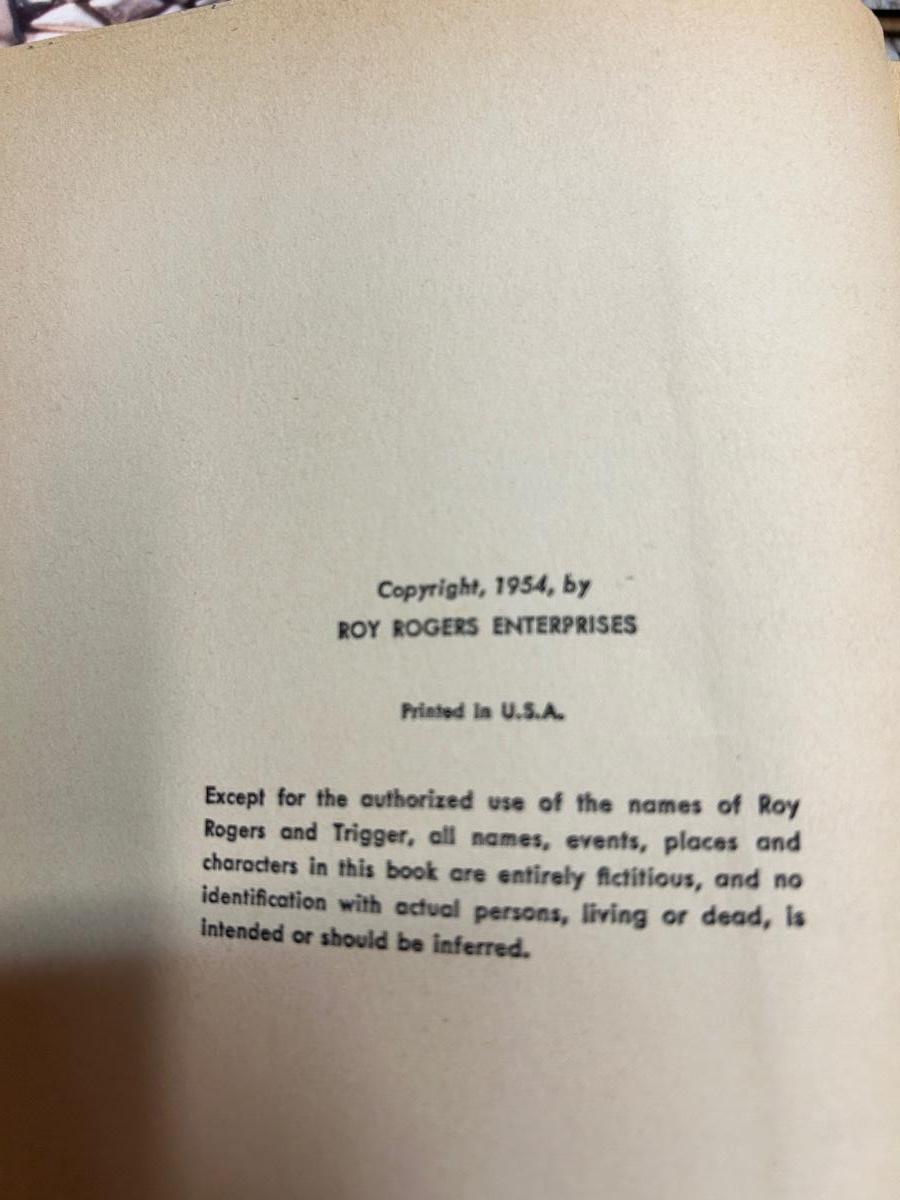 Copyright, 1954, by
ROY ROGERS ENTERPRISES
Printed in U.S.A.
Except for the authorized use of the names of Roy
Rogers and Trigger, all names, events, places and
characters in this book are entirely fictitious, and no
identification with actual persons, living or dead, is
intended or should be inferred.